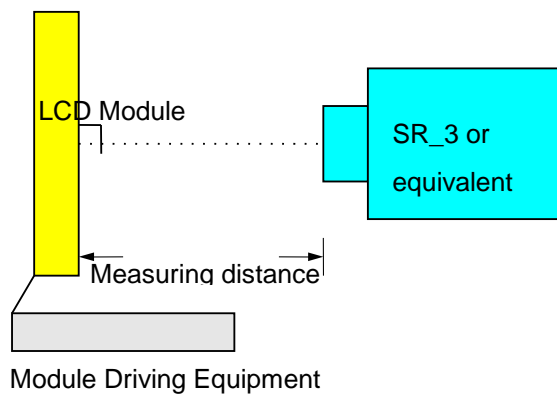 LCD Module
SR_3 or
equivalent
Measuring distance
Module Driving Equipment